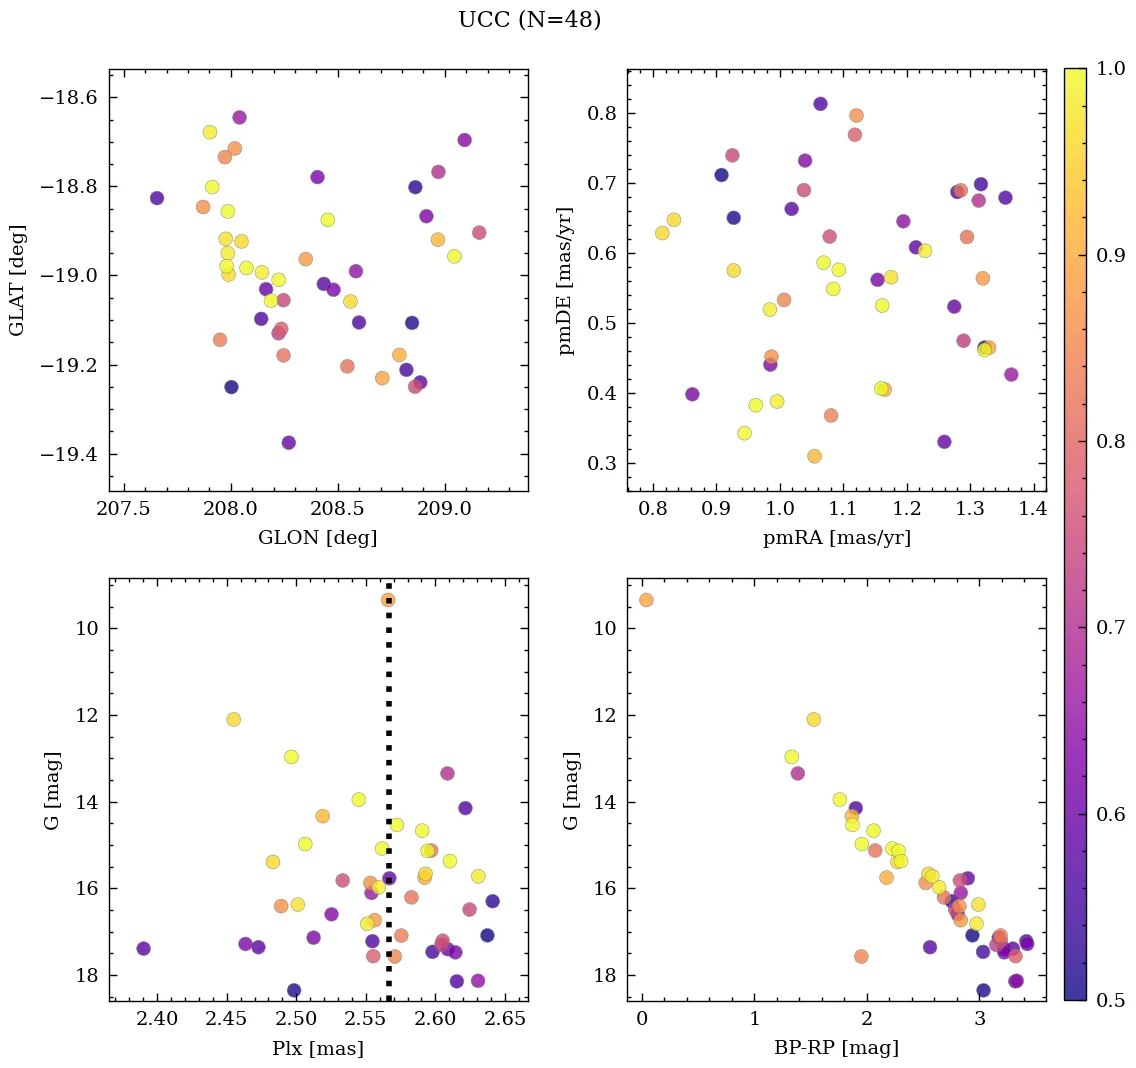 UCC (N=48)
−18.6
−18.8
−19.0
−19.2
−19.4
GLAT [deg]
207.5 208.0 208.5 209.0
GLON [deg]
0.8
0.7
0.6
0.5
0.4
0.3
pmDE [mas/yr]
0.8 0.9 1.0 1.1 1.2 1.3 1.4
pmRA [mas/yr]
10
12
14
16
18
G [mag]
2.40 2.45 2.50 2.55 2.60 2.65
Plx [mas]
10
12
14
16
18
G [mag]
0 1 2 3
BP-RP [mag]
1.0
0.9
0.8
0.7
0.6
0.5